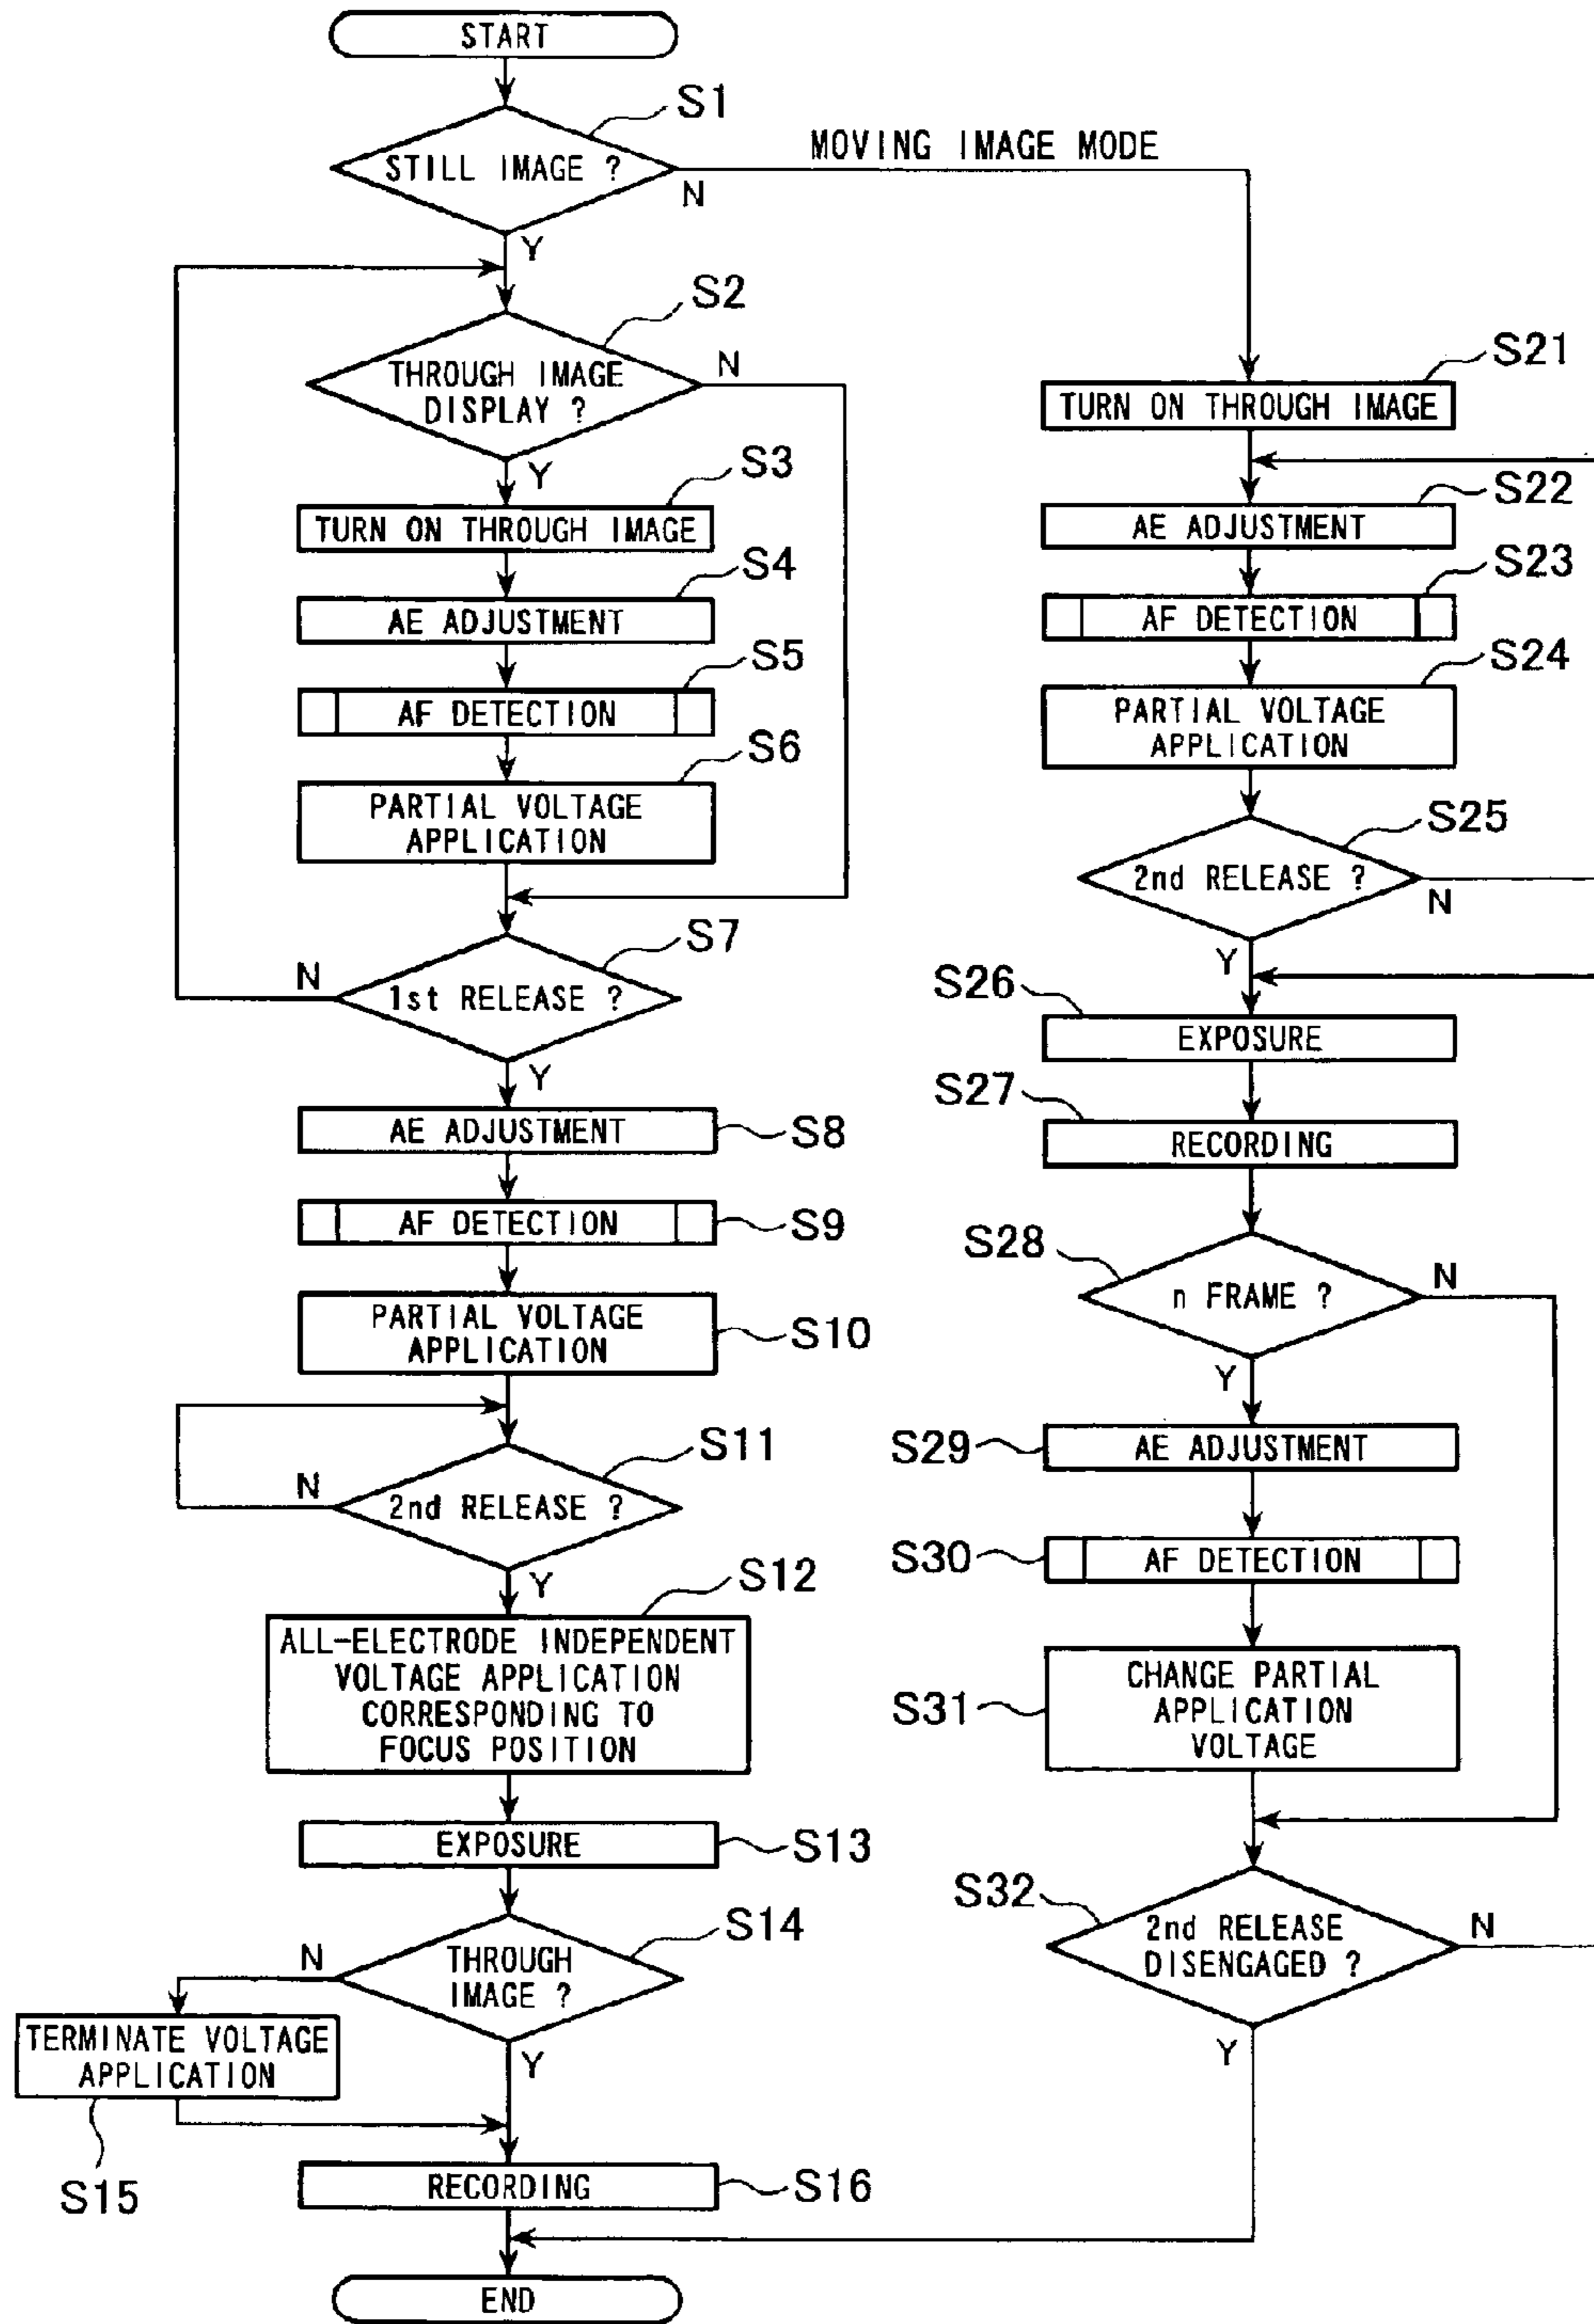 START
S1
STILL IMAGE ?
Y
N
MOVING IMAGE MODE
S2
THROUGH IMAGE
DISPLAY ?
N
Y
S3
TURN ON THROUGH IMAGE
S4
AE ADJUSTMENT
S5
AF DETECTION
S6
PARTIAL VOLTAGE
APPLICATION
S7
1st RELEASE ?
N
Y
AE ADJUSTMENT
S8
AF DETECTION
S9
PARTIAL VOLTAGE
APPLICATION
S10
S11
2nd RELEASE ?
N
Y
S12
ALL-ELECTRODE INDEPENDENT
VOLTAGE APPLICATION
CORRESPONDING TO
FOCUS POSITION
EXPOSURE
S13
S14
THROUGH
IMAGE ?
N
Y
TERMINATE VOLTAGE
APPLICATION
S15
RECORDING
S16
END
S21
TURN ON THROUGH IMAGE
S22
AE ADJUSTMENT
S23
AF DETECTION
S24
PARTIAL VOLTAGE
APPLICATION
S25
2nd RELEASE ?
N
Y
S26
EXPOSURE
S27
RECORDING
S28
n FRAME ?
N
Y
S29
AE ADJUSTMENT
S30
AF DETECTION
S31
CHANGE PARTIAL
APPLICATION
VOLTAGE
S32
2nd RELEASE
DISENGAGED ?
N
Y